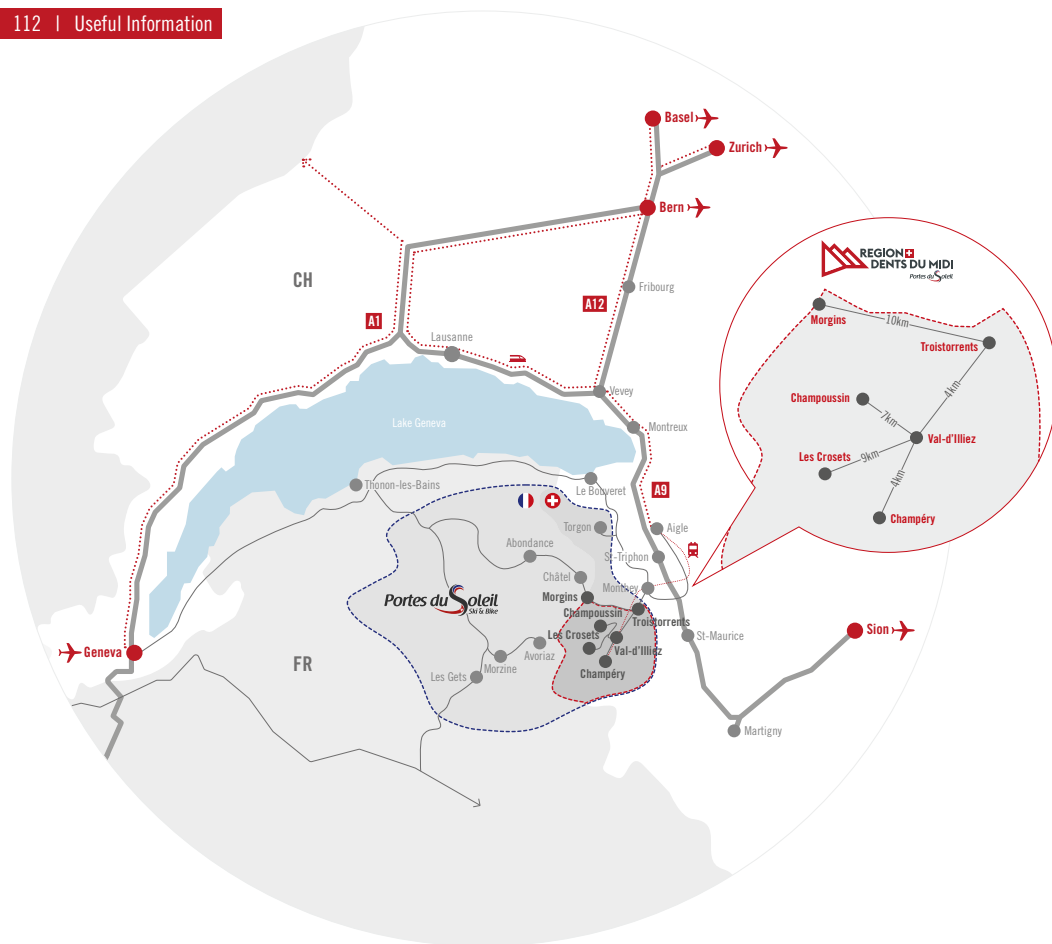 112 | Useful Information
Basel
Zurich
Bern
CH
REGION
DENTS DU MIDI
Portes du Soleil
Fribourg
A12
A1
Morgins
10km
Troistorrents
Lausanne
Vevey
4km
Champoussin
7km
Lake Geneva
Montreux
Val-d'Illiez
Les Crosets
9km
4km
Thonon-les-Bains
Le Bouveret
A9
Champéry
Torgon
Aigle
Abondance
St-Triphon
Châtel
Monthey
Portes du Soleil
Ski & Bike
Morgins
Champoussin
Troistorrents
Sion
Les Crosets
St-Maurice
Geneva
Val-d'Illiez
Avoriaz
FR
Morzine
Les Gets
Champéry
Martigny